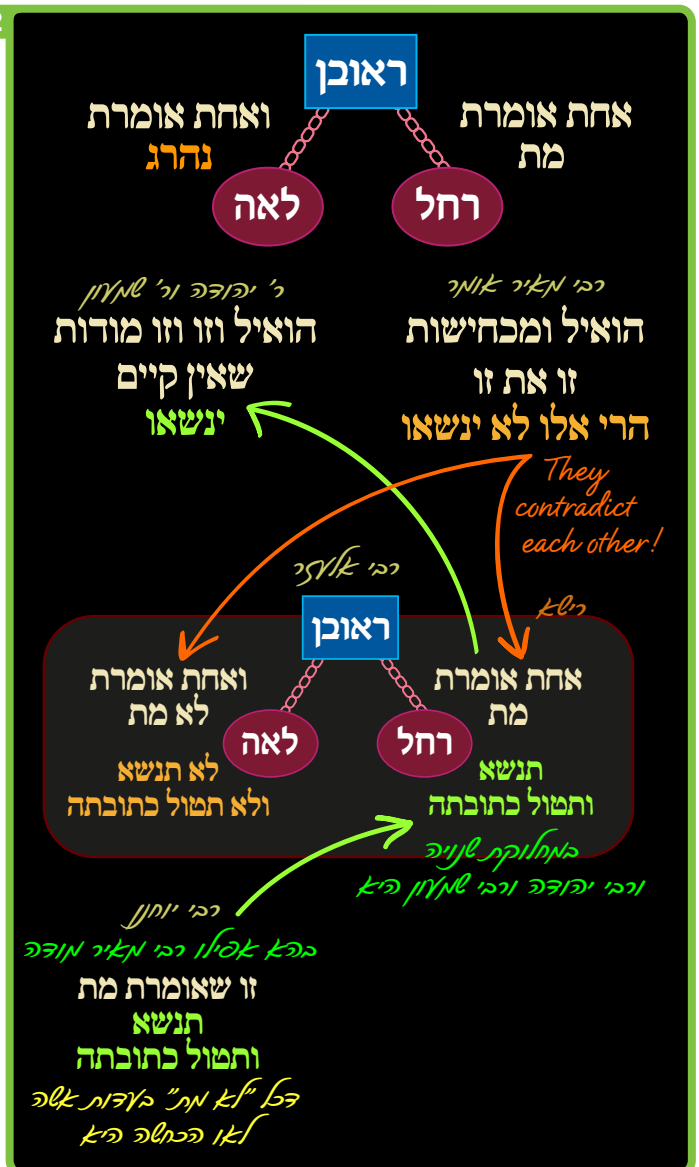 ראובן
אחת אומרת
מת
ואחת אומרת
נהרג
רחל
לאה
רבי מאיר אומר
הואיל ומכחישות
זו את זו
הרי אלו לא ינשאו
ר' יהודה ור' שמעון
הואיל וזו וזו מודות
שאין קיים
ינשאו
They
contradict
each other!
רבי אלעזר
רישא
ראובן
אחת אומרת
מת
רחל
תנשא
ותטול כתובתה
ואחת אומרת
לא מת
לאה
לא תנשא
ולא תטול כתובתה
במחלוקת שנויה
ורבי יהודה ורבי שמעון היא
רבי יוחנן
בהא אפילו רבי מאיר מודה
זו שאומרת מת
תנשא
ותטול כתובתה
דכל "לא מת" בעדות אשה
לאו הכחשה היא